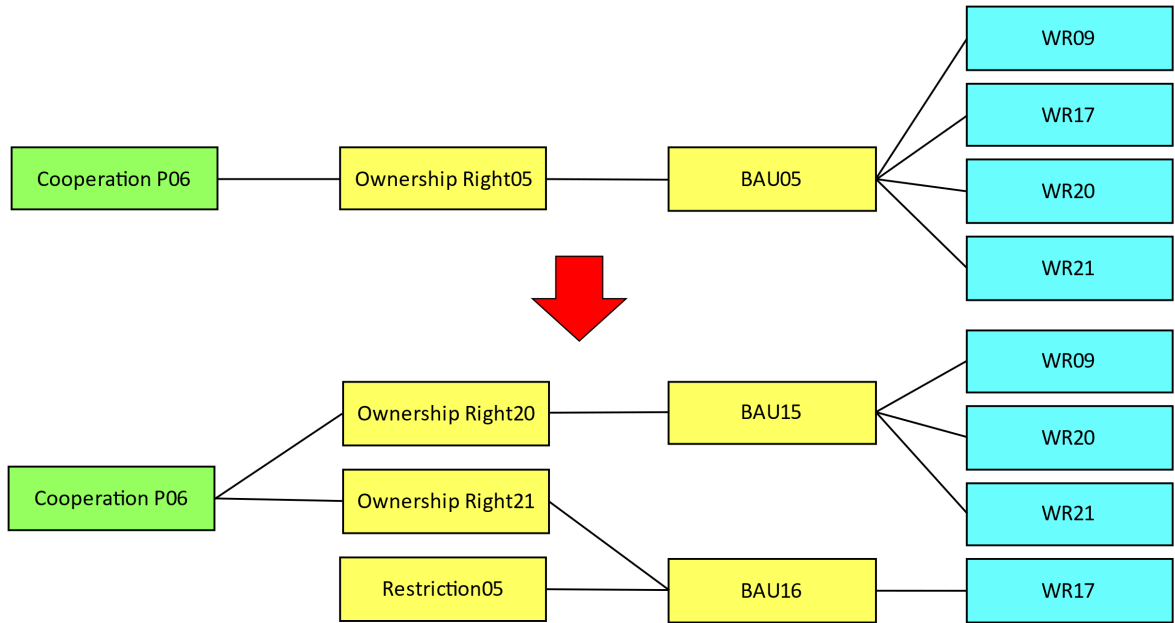 WR09
WR17
Cooperation P06
Ownership Right05
BAU05
WR20
WR21
WR09
Ownership Right20
BAU15
WR20
Cooperation P06
Ownership Right21
WR21
Restriction05
BAU16
WR17